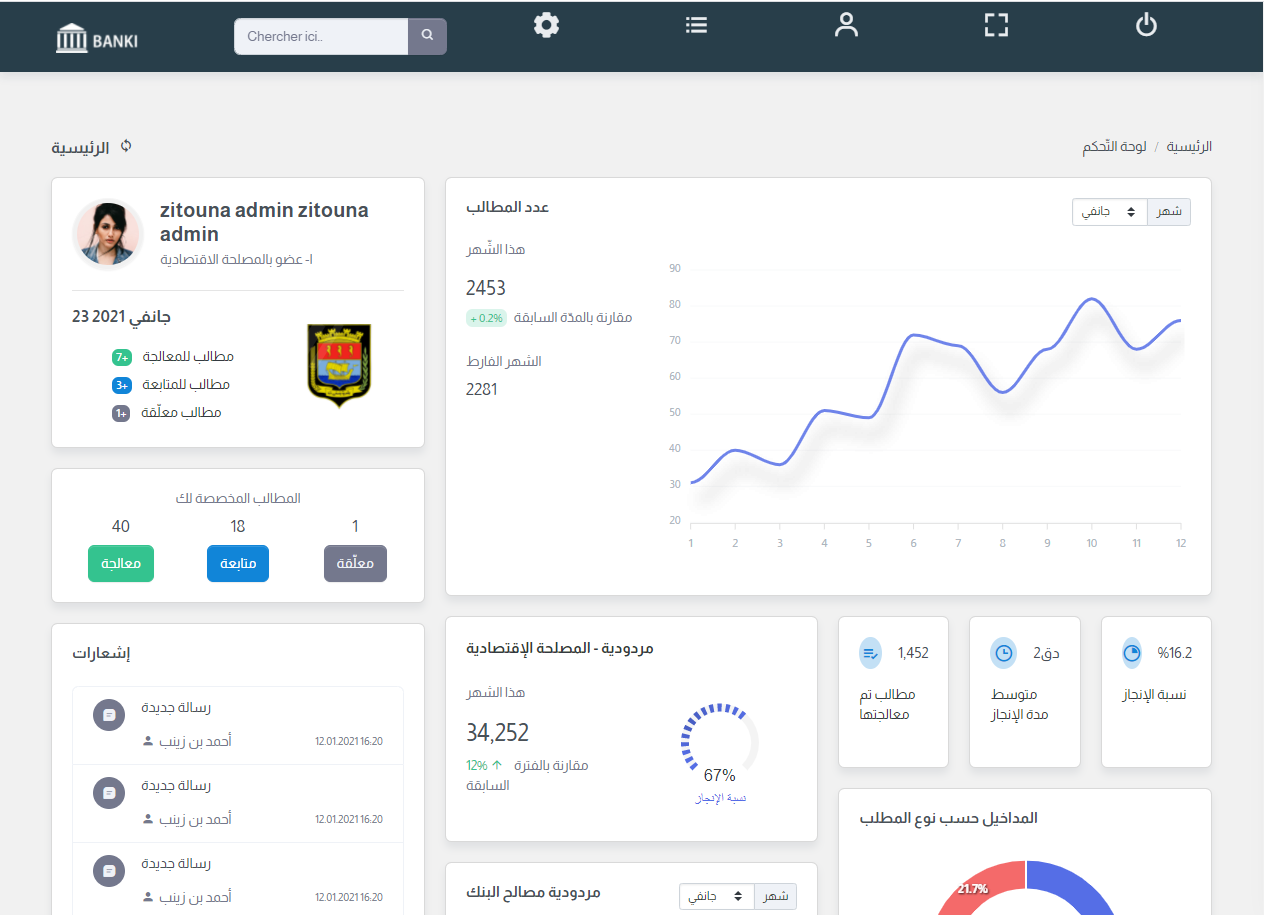 BANKI
Chercher ici..
الرئيسية
الرئيسية / لوحة التّحكم
zitouna admin zitouna
admin
ا- عضو بالمصلحة الاقتصادية
23 جانفي 2021
7+ مطالب للمعالجة
3+ مطالب للمتابعة
1+ مطالب معلّقة
المطالب المخصصة لك
40 18 1
معالجة متابعة معلّقة
إشعارات
رسالة جديدة
أحمد بن زينب 12.01.2021 16:20
رسالة جديدة
أحمد بن زينب 12.01.2021 16:20
رسالة جديدة
أحمد بن زينب 12.01.2021 16:20
عدد المطالب
جانفي شهر
هذا الشّهر
2453
+ 0.2% مقارنة بالمدّة السابقة
الشهر الفارط
2281
90
80
70
60
50
40
30
20
1 2 3 4 5 6 7 8 9 10 11 12
مردودية - المصلحة الإقتصادية
هذا الشهر
34,252
12% مقارنة بالفترة
السابقة
67%
نسبة الإنجاز
1,452
مطالب تم
معالجتها
2دق
متوسط
مدة الإنجاز
%16.2
نسبة الإنجاز
مردودية مصالح البنك
جانفي شهر
المداخيل حسب نوع المطلب
21.7%